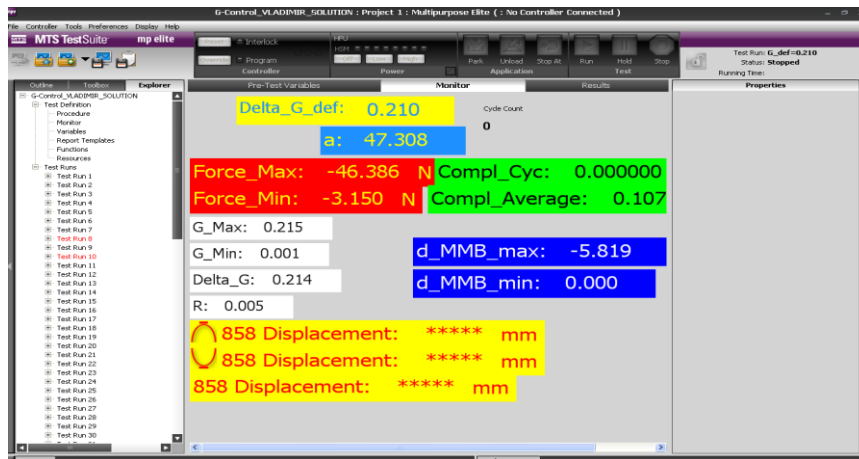 G-Control_VLADIMIR_SOLUTION : Project 1 : Multipurpose Elite ( : No Controller Connected )
File Controller Tools Preferences Display Help
MTS TestSuite mp elite
Reset Interlock
Override Program
Controller
HPU
HSM
Off Low High
Power
Park Unload Stop At
Application
Run Hold Stop
Test
Test Run: G_def=0.210
Status: Stopped
Running Time:
Outline Toolbox Explorer
Pre-Test Variables Monitor Results
Properties
G-Control_VLADIMIR_SOLUTION
Test Definition
Procedure
Monitor
Variables
Report Templates
Functions
Resources
Test Runs
Test Run 1
Test Run 2
Test Run 3
Test Run 4
Test Run 5
Test Run 6
Test Run 7
Test Run 8
Test Run 9
Test Run 10
Test Run 11
Test Run 12
Test Run 13
Test Run 14
Test Run 15
Test Run 16
Test Run 17
Test Run 18
Test Run 19
Test Run 20
Test Run 21
Test Run 22
Test Run 23
Test Run 24
Test Run 25
Test Run 26
Test Run 27
Test Run 28
Test Run 29
Test Run 30
Delta_G_def: 0.210
Cycle Count
0
a: 47.308
Force_Max: -46.386 N Compl_Cyc: 0.000000
Force_Min: -3.150 N Compl_Average: 0.107
G_Max: 0.215
G_Min: 0.001
d_MMB_max: -5.819
Delta_G: 0.214
d_MMB_min: 0.000
R: 0.005
858 Displacement: ***** mm
858 Displacement: ***** mm
858 Displacement: ***** mm